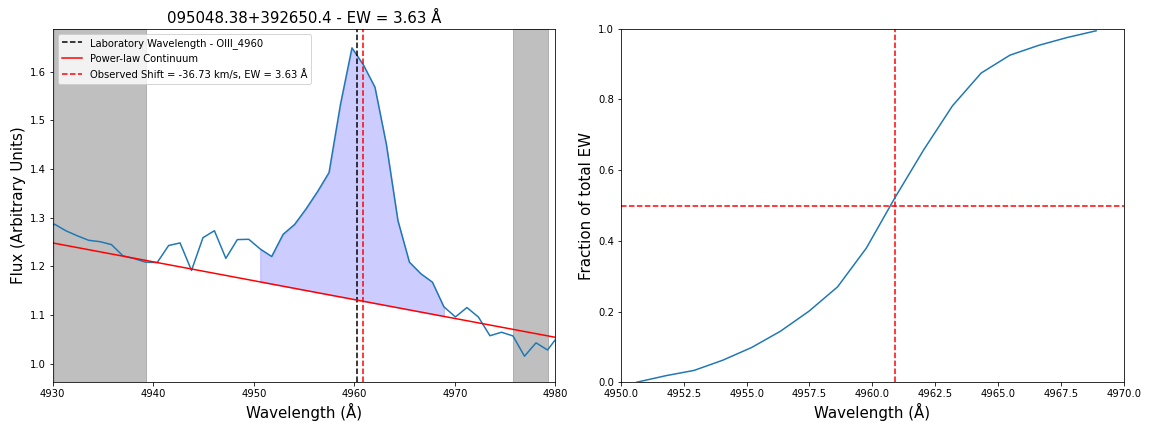 095048.38+392650.4 - EW = 3.63 Å
Laboratory Wavelength - OIII_4960
Power-law Continuum
Observed Shift = -36.73 km/s, EW = 3.63 Å
Flux (Arbitrary Units)
1.6
1.5
1.4
1.3
1.2
1.1
1.0
4930 4940 4950 4960 4970 4980
Wavelength (Å)
Fraction of total EW
1.0
0.8
0.6
0.4
0.2
0.0
4950.0 4952.5 4955.0 4957.5 4960.0 4962.5 4965.0 4967.5 4970.0
Wavelength (Å)